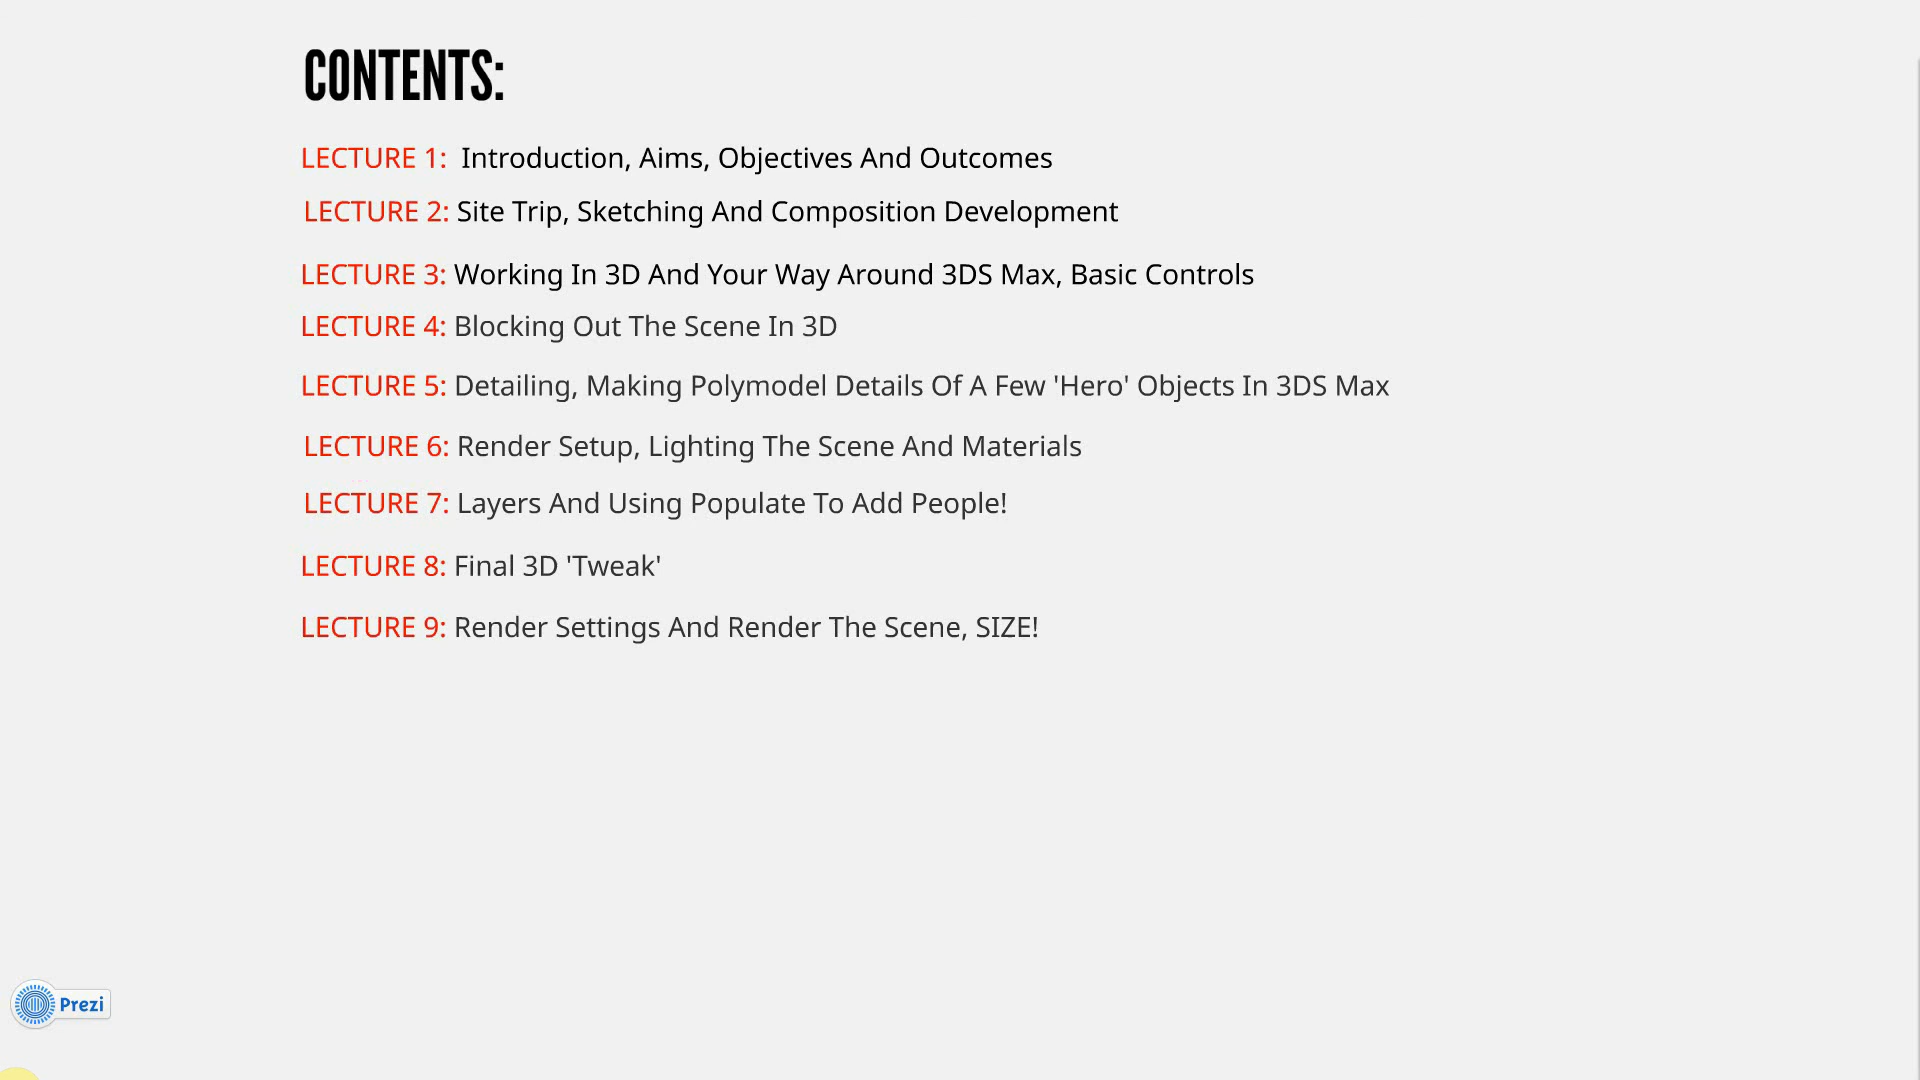 CONTENTS:
LECTURE 1: Introduction, Aims, Objectives And Outcomes
LECTURE 2: Site Trip, Sketching And Composition Development
LECTURE 3: Working In 3D And Your Way Around 3DS Max, Basic Controls
LECTURE 4: Blocking Out The Scene In 3D
LECTURE 5: Detailing, Making Polymodel Details Of A Few 'Hero' Objects In 3DS Max
LECTURE 6: Render Setup, Lighting The Scene And Materials
LECTURE 7: Layers And Using Populate To Add People!
LECTURE 8: Final 3D 'Tweak'
LECTURE 9: Render Settings And Render The Scene, SIZE!
Prezi